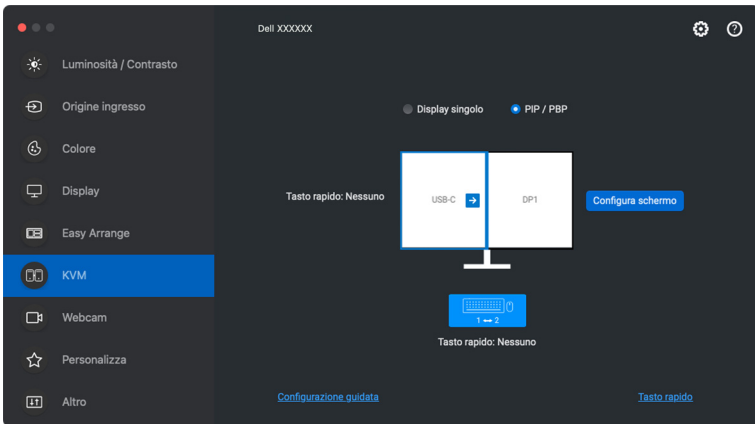 Dell XXXXXX
Luminosità / Contrasto
Origine ingresso
Colore
Display
Easy Arrange
KVM
Webcam
Personalizza
Altro
Display singolo
PIP / PBP
Tasto rapido: Nessuno
USB-C
DP1
Configura schermo
1 ↔ 2
Tasto rapido: Nessuno
Configurazione guidata
Tasto rapido